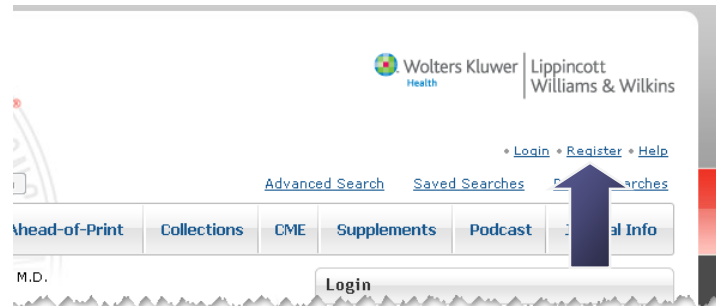 Wolters Kluwer
Health
Lippincott
Williams & Wilkins
• Login • Register • Help
Advanced Search Saved Searches
Ahead-of-Print Collections CME Supplements Podcast Info
M.D.
Login